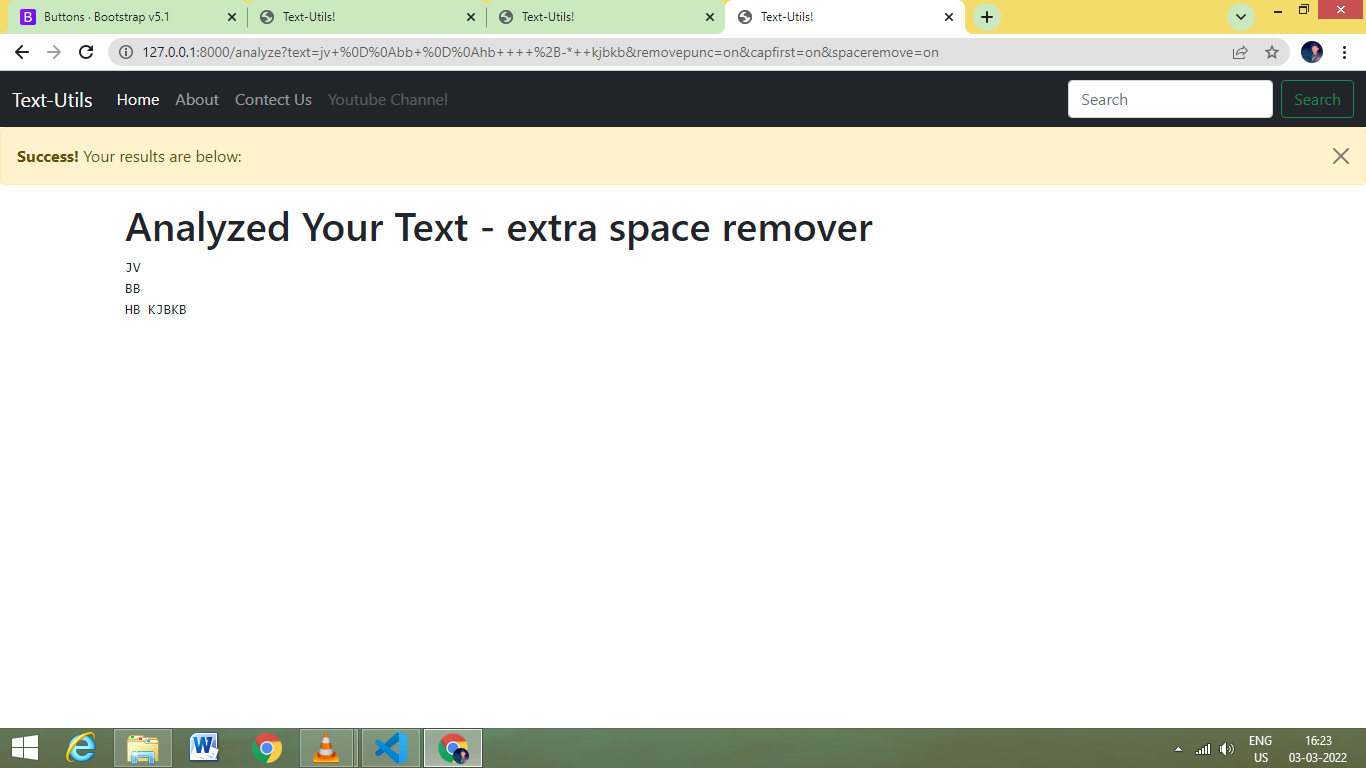 Buttons · Bootstrap v5.1
Text-Utils!
Text-Utils!
Text-Utils!
127.0.0.1:8000/analyze?text=jv+%0D%0Abb+%0D%0Ahb++++%2B-*++kjbkb&removepunc=on&capfirst=on&spaceremove=on
Text-Utils Home About Contect Us Youtube Channel Search Search
Success! Your results are below:
Analyzed Your Text - extra space remover
JV
BB
HB KJBKB
ENG 16:23
US 03-03-2022